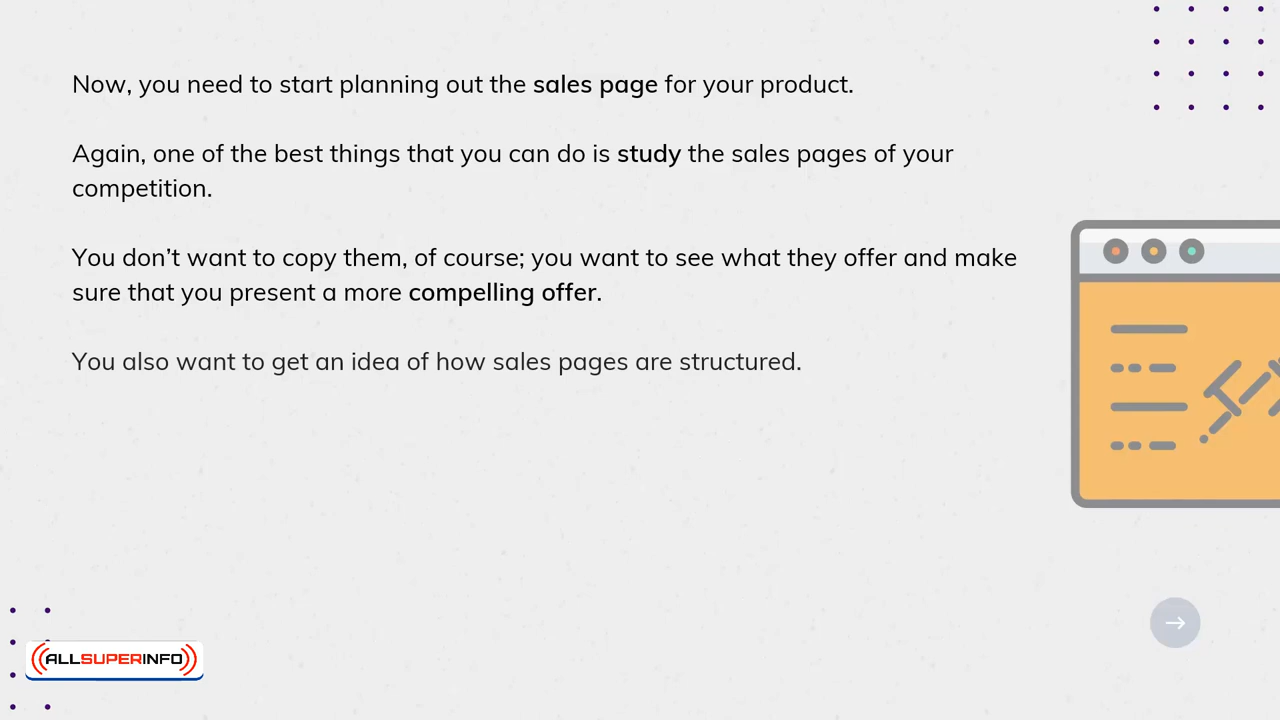 Now, you need to start planning out the sales page for your product.
Again, one of the best things that you can do is study the sales pages of your
competition.
You don’t want to copy them, of course; you want to see what they offer and make
sure that you present a more compelling offer.
You also want to get an idea of how sales pages are structured.
ALLSUPERINFO